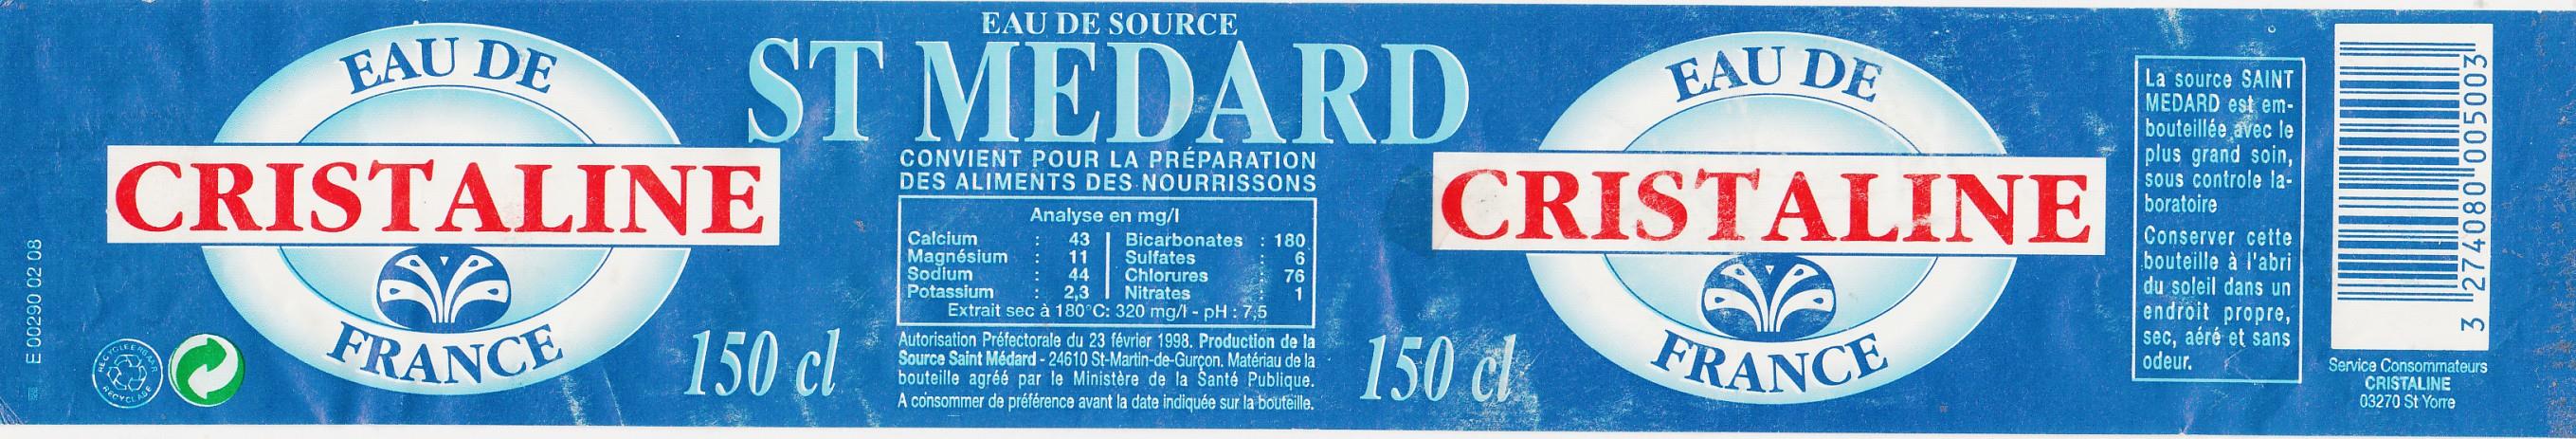 E 00290 02 08
EAU DE
CRISTALINE
FRANCE
RECYCLABLE
150 cl
EAU DE SOURCE
ST MEDARD
CONVIENT POUR LA PRÉPARATION
DES ALIMENTS DES NOURRISSONS
Analyse en mg/l
Calcium : 43 Bicarbonates : 180
Magnésium : 11 Sulfates : 6
Sodium : 44 Chlorures : 76
Potassium : 2,3 Nitrates : 1
Extrait sec à 180°C: 320 mg/l - pH : 7,5
Autorisation Préfectorale du 23 février 1998. Production de la
Source Saint Médard - 24610 St-Martin-de-Gurçon. Matériau de la
bouteille agréé par le Ministère de la Santé Publique.
A consommer de préférence avant la date indiquée sur la bouteille.
150 cl
EAU DE
CRISTALINE
FRANCE
La source SAINT
MEDARD est em-
bouteillée avec le
plus grand soin,
sous controle la-
boratoire
Conserver cette
bouteille à l'abri
du soleil dans un
endroit propre,
sec, aéré et sans
odeur.
3 274080 005003
Service Consommateurs
CRISTALINE
03270 St Yorre